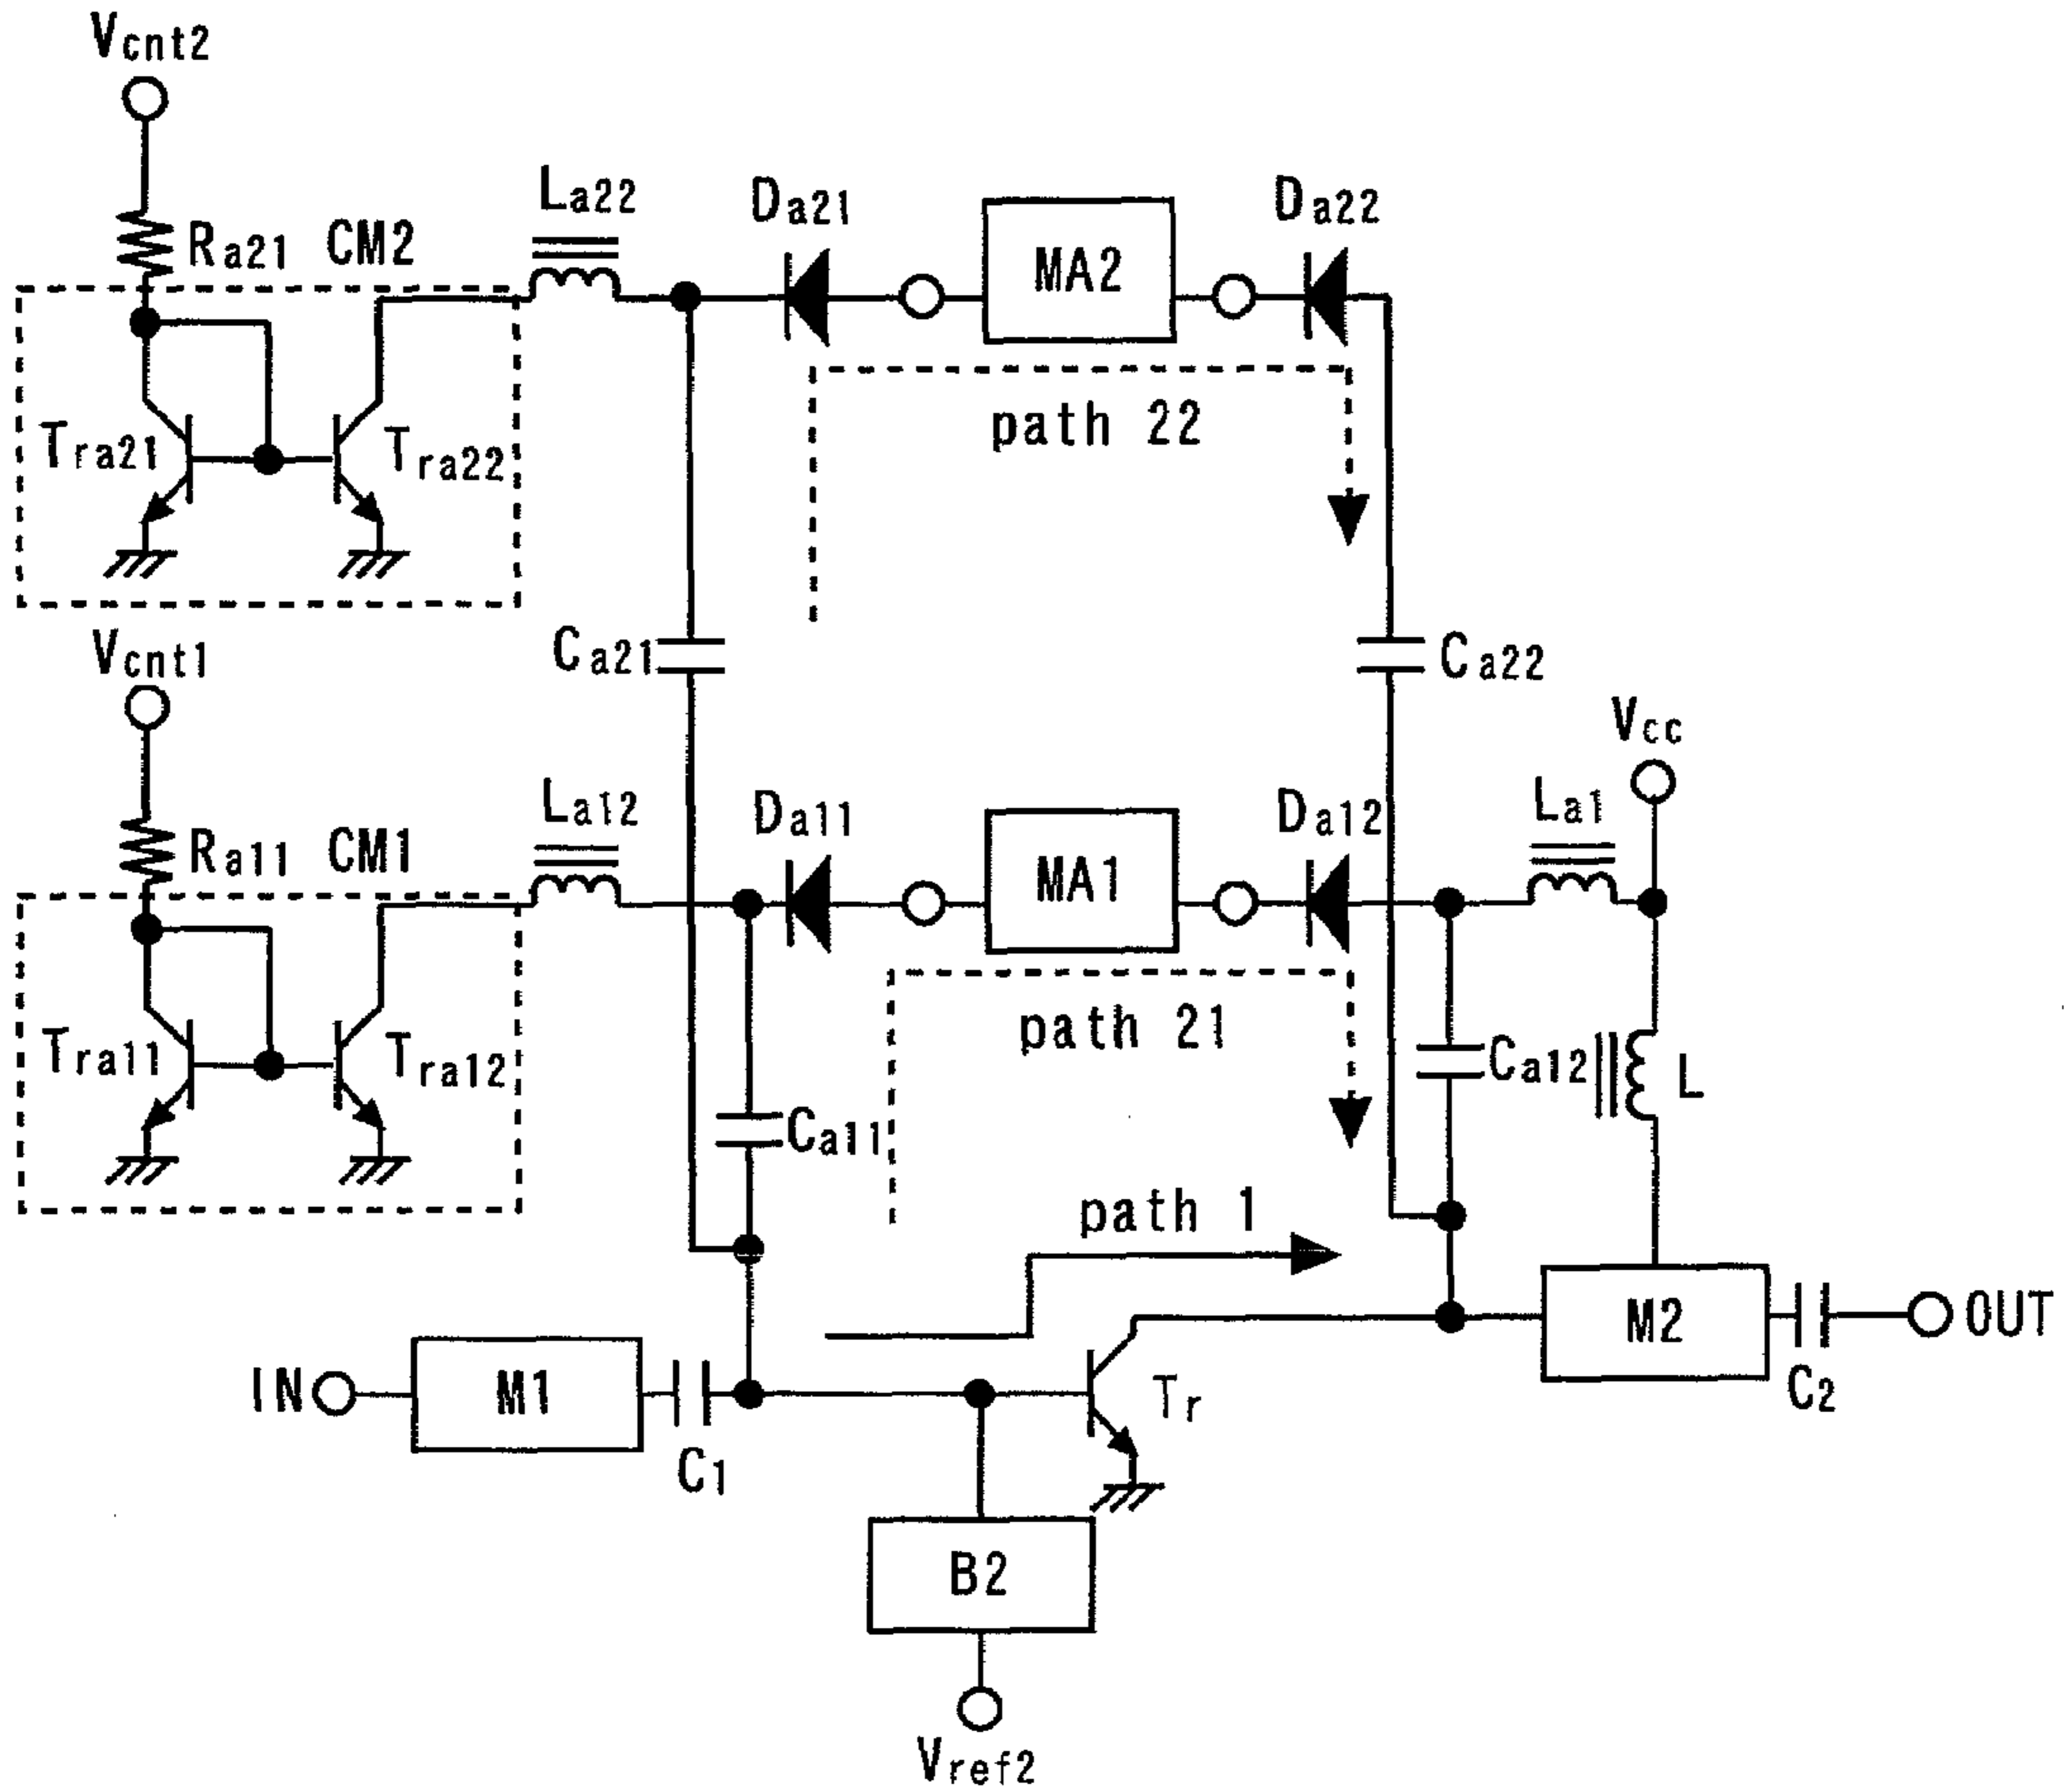 Vcnt2
La22
Da21
Da22
Ra21
CM2
MA2
Tra21
Tra22
path 22
Ca21
Ca22
Vcnt1
Vcc
La12
Da11
Da12
La1
Ra11
CM1
MA1
Tra11
Tra12
path 21
Ca12
L
Ca11
path 1
IN
M1
C1
Tr
M2
C2
OUT
B2
Vref2